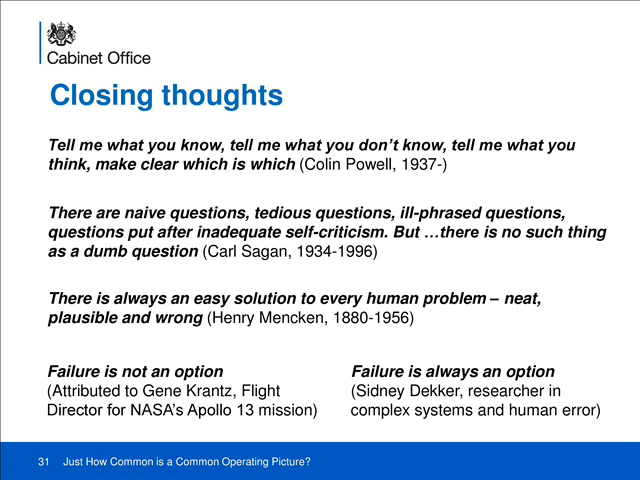 Cabinet Office
Closing thoughts
Tell me what you know, tell me what you don't know, tell me what you
think, make clear which is which (Colin Powell, 1937-)
There are naive questions, tedious questions, ill-phrased questions,
questions put after inadequate self-criticism. But …there is no such thing
as a dumb question (Carl Sagan, 1934-1996)
There is always an easy solution to every human problem – neat,
plausible and wrong (Henry Mencken, 1880-1956)
Failure is not an option
(Attributed to Gene Krantz, Flight
Director for NASA's Apollo 13 mission)
Failure is always an option
(Sidney Dekker, researcher in
complex systems and human error)
31 Just How Common is a Common Operating Picture?